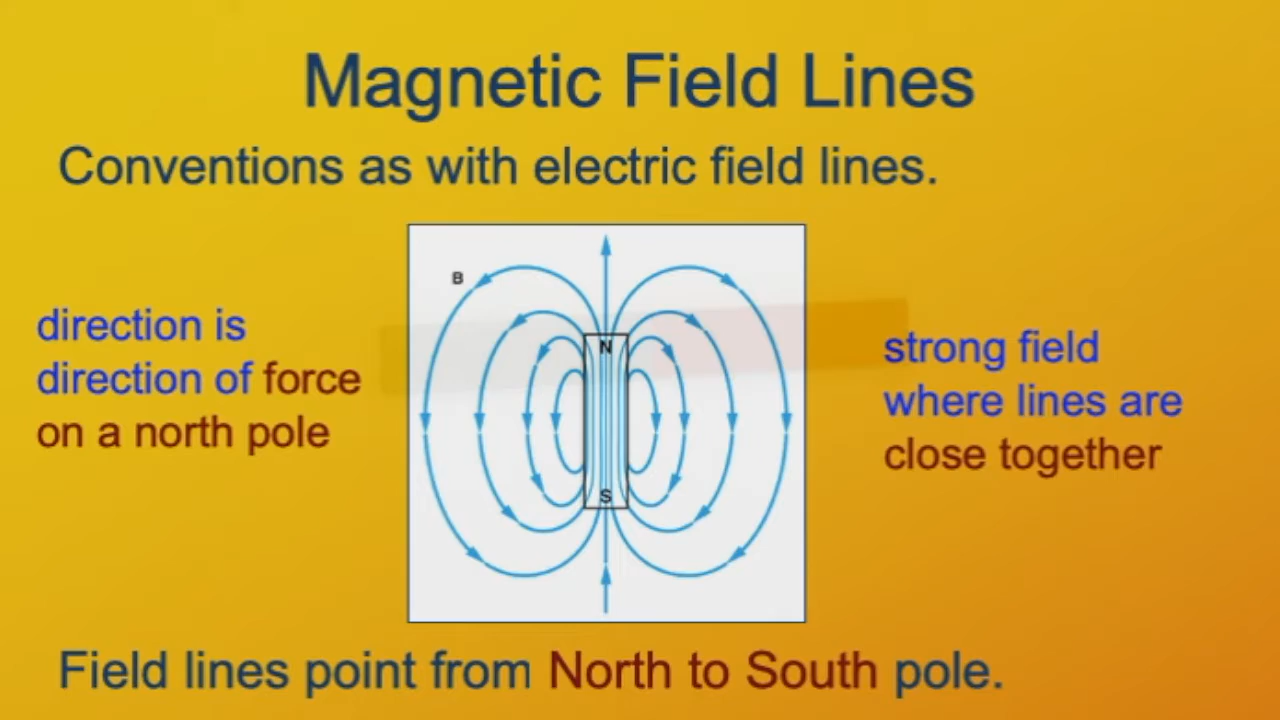 Magnetic Field Lines
Conventions as with electric field lines.
B
direction is
direction of force
on a north pole
N
S
strong field
where lines are
close together
Field lines point from North to South pole.